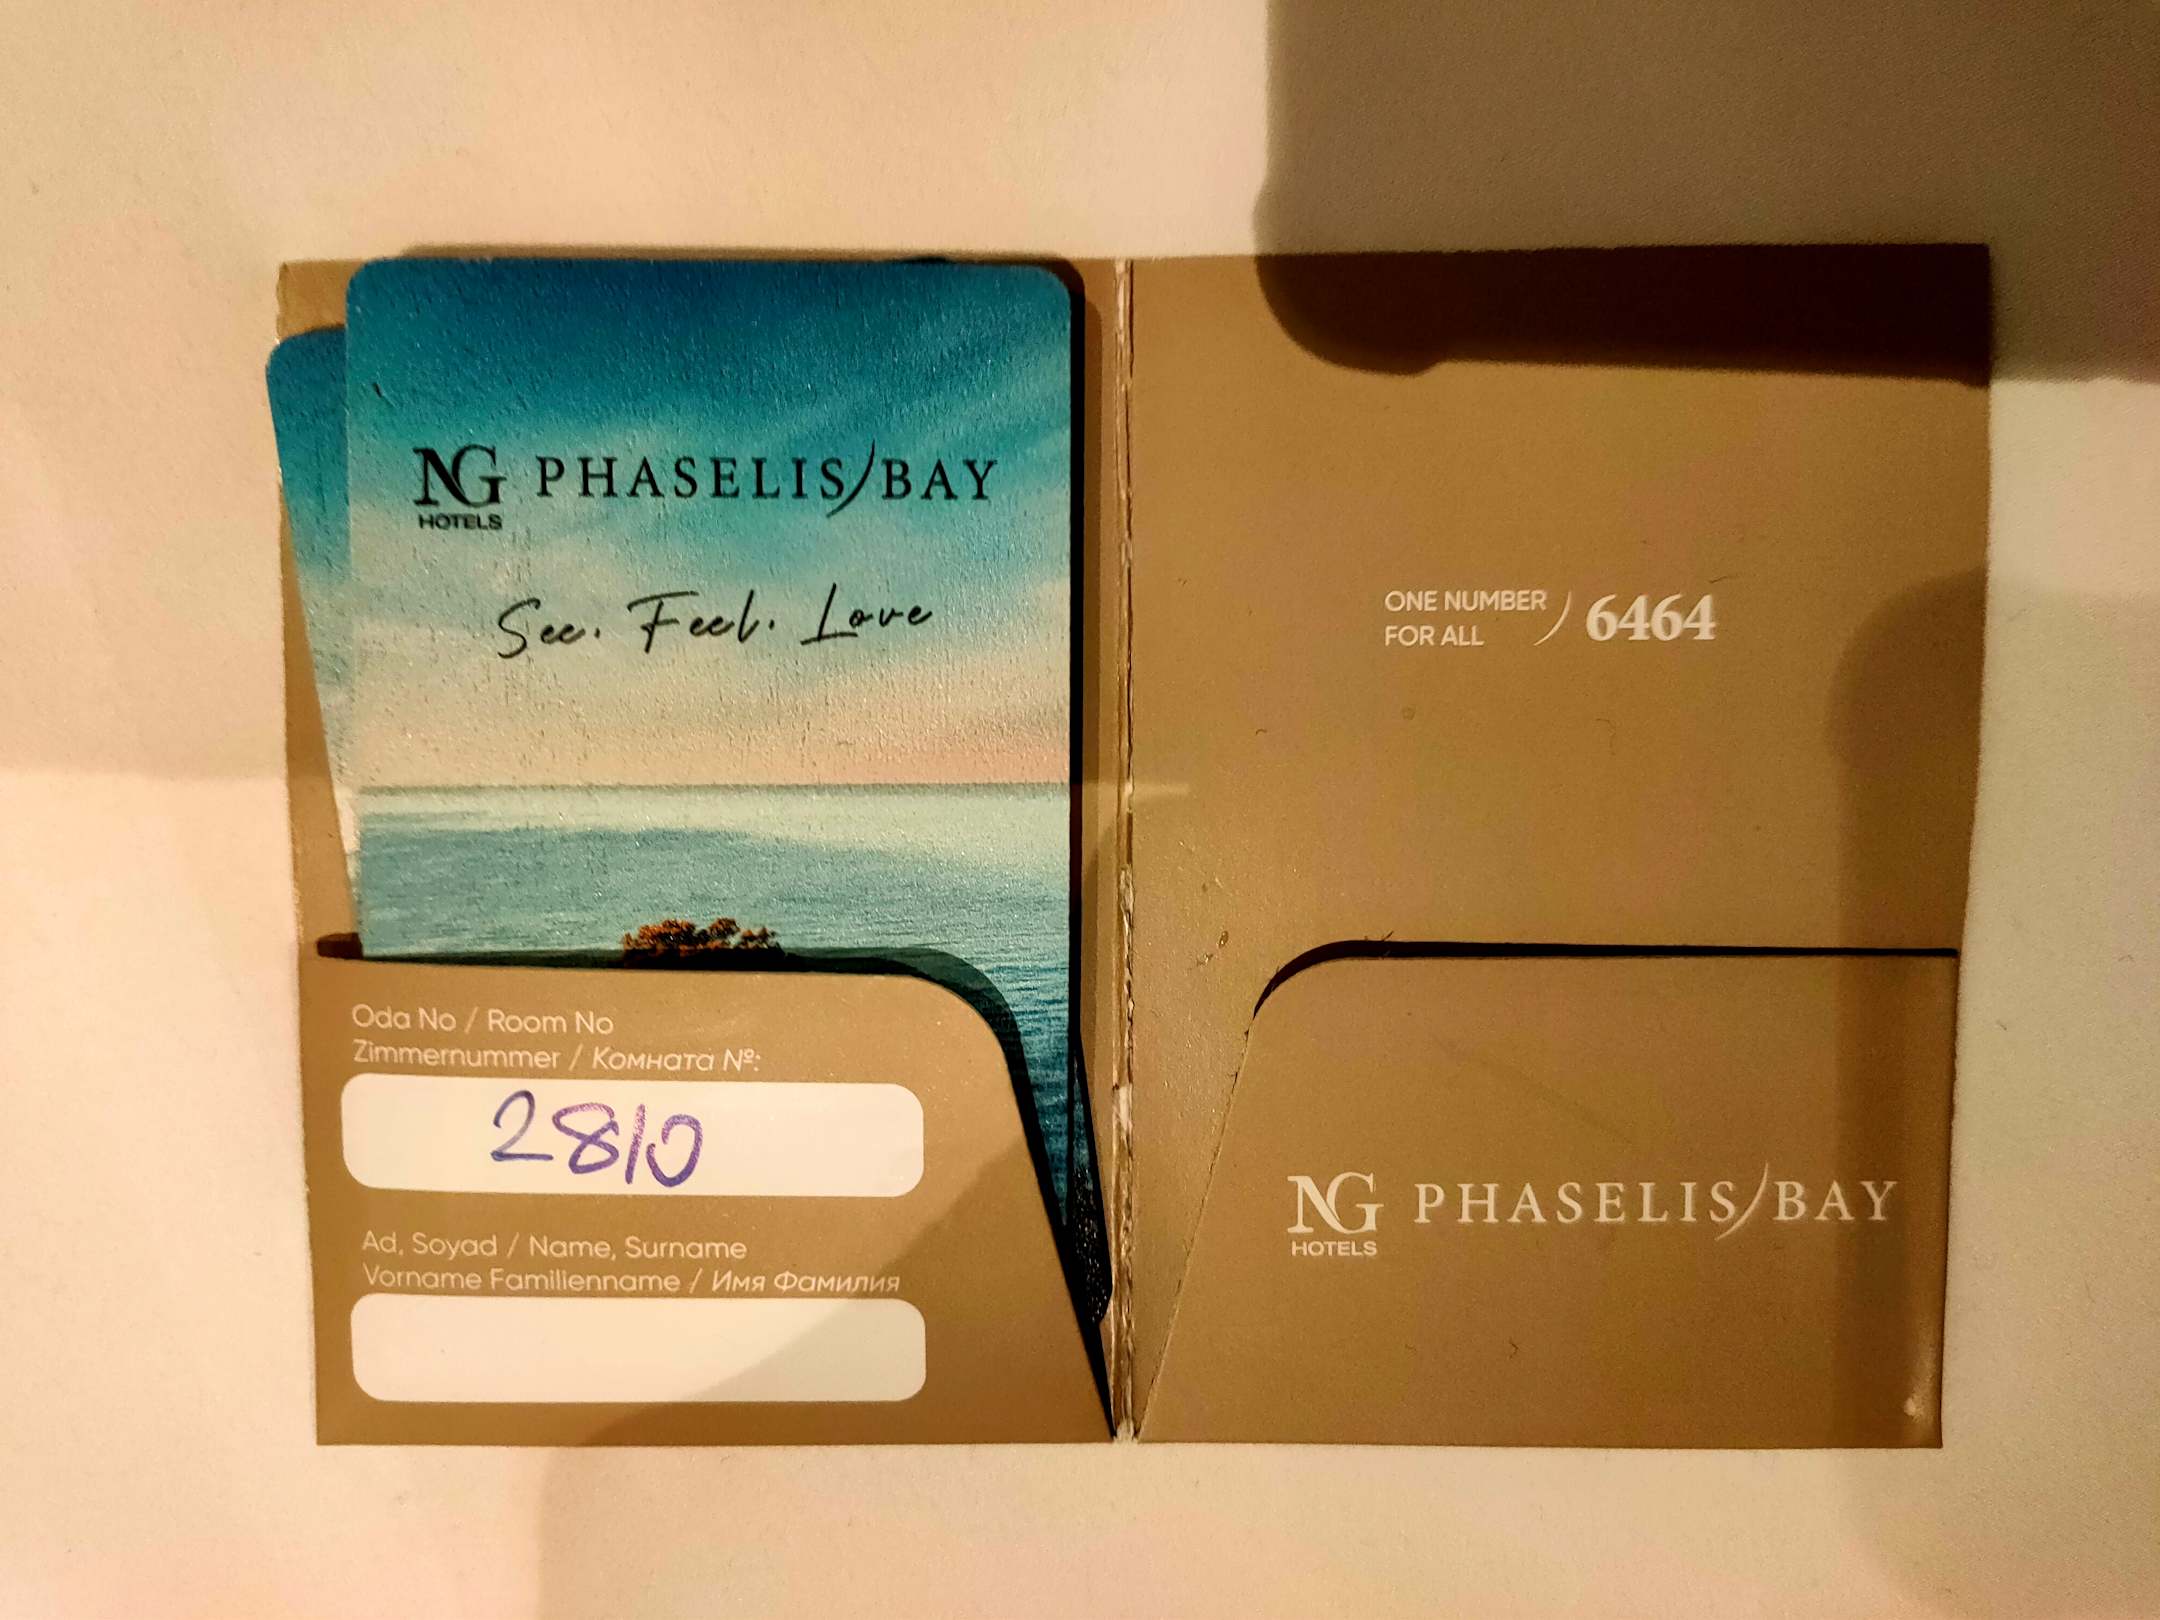 NG PHASELIS BAY
HOTELS
See. Feel. Love
Oda No / Room No
Zimmernummer / Комната №:
2810
Ad, Soyad / Name, Surname
Vorname Familienname / Имя Фамилия
ONE NUMBER
FOR ALL
6464
NG PHASELIS BAY
HOTELS